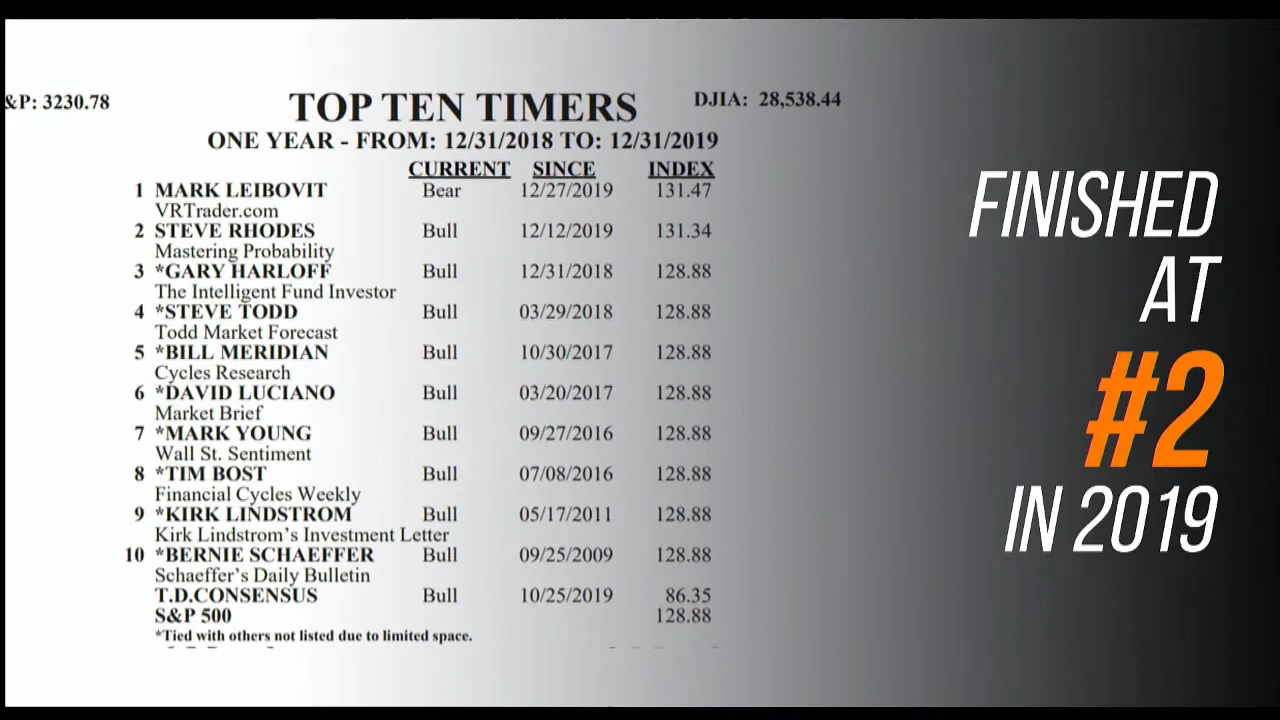 &P: 3230.78
TOP TEN TIMERS
DJIA: 28,538.44
ONE YEAR - FROM: 12/31/2018 TO: 12/31/2019
CURRENT SINCE INDEX
1 MARK LEIBOVIT Bear 12/27/2019 131.47
VRTrader.com
2 STEVE RHODES Bull 12/12/2019 131.34
Mastering Probability
3 *GARY HARLOFF Bull 12/31/2018 128.88
The Intelligent Fund Investor
4 *STEVE TODD Bull 03/29/2018 128.88
Todd Market Forecast
5 *BILL MERIDIAN Bull 10/30/2017 128.88
Cycles Research
6 *DAVID LUCIANO Bull 03/20/2017 128.88
Market Brief
7 *MARK YOUNG Bull 09/27/2016 128.88
Wall St. Sentiment
8 *TIM BOST Bull 07/08/2016 128.88
Financial Cycles Weekly
9 *KIRK LINDSTROM Bull 05/17/2011 128.88
Kirk Lindstrom's Investment Letter
10 *BERNIE SCHAEFFER Bull 09/25/2009 128.88
Schaeffer's Daily Bulletin
T.D.CONSENSUS Bull 10/25/2019 86.35
S&P 500 128.88
*Tied with others not listed due to limited space.
FINISHED
AT
#2
IN 2019